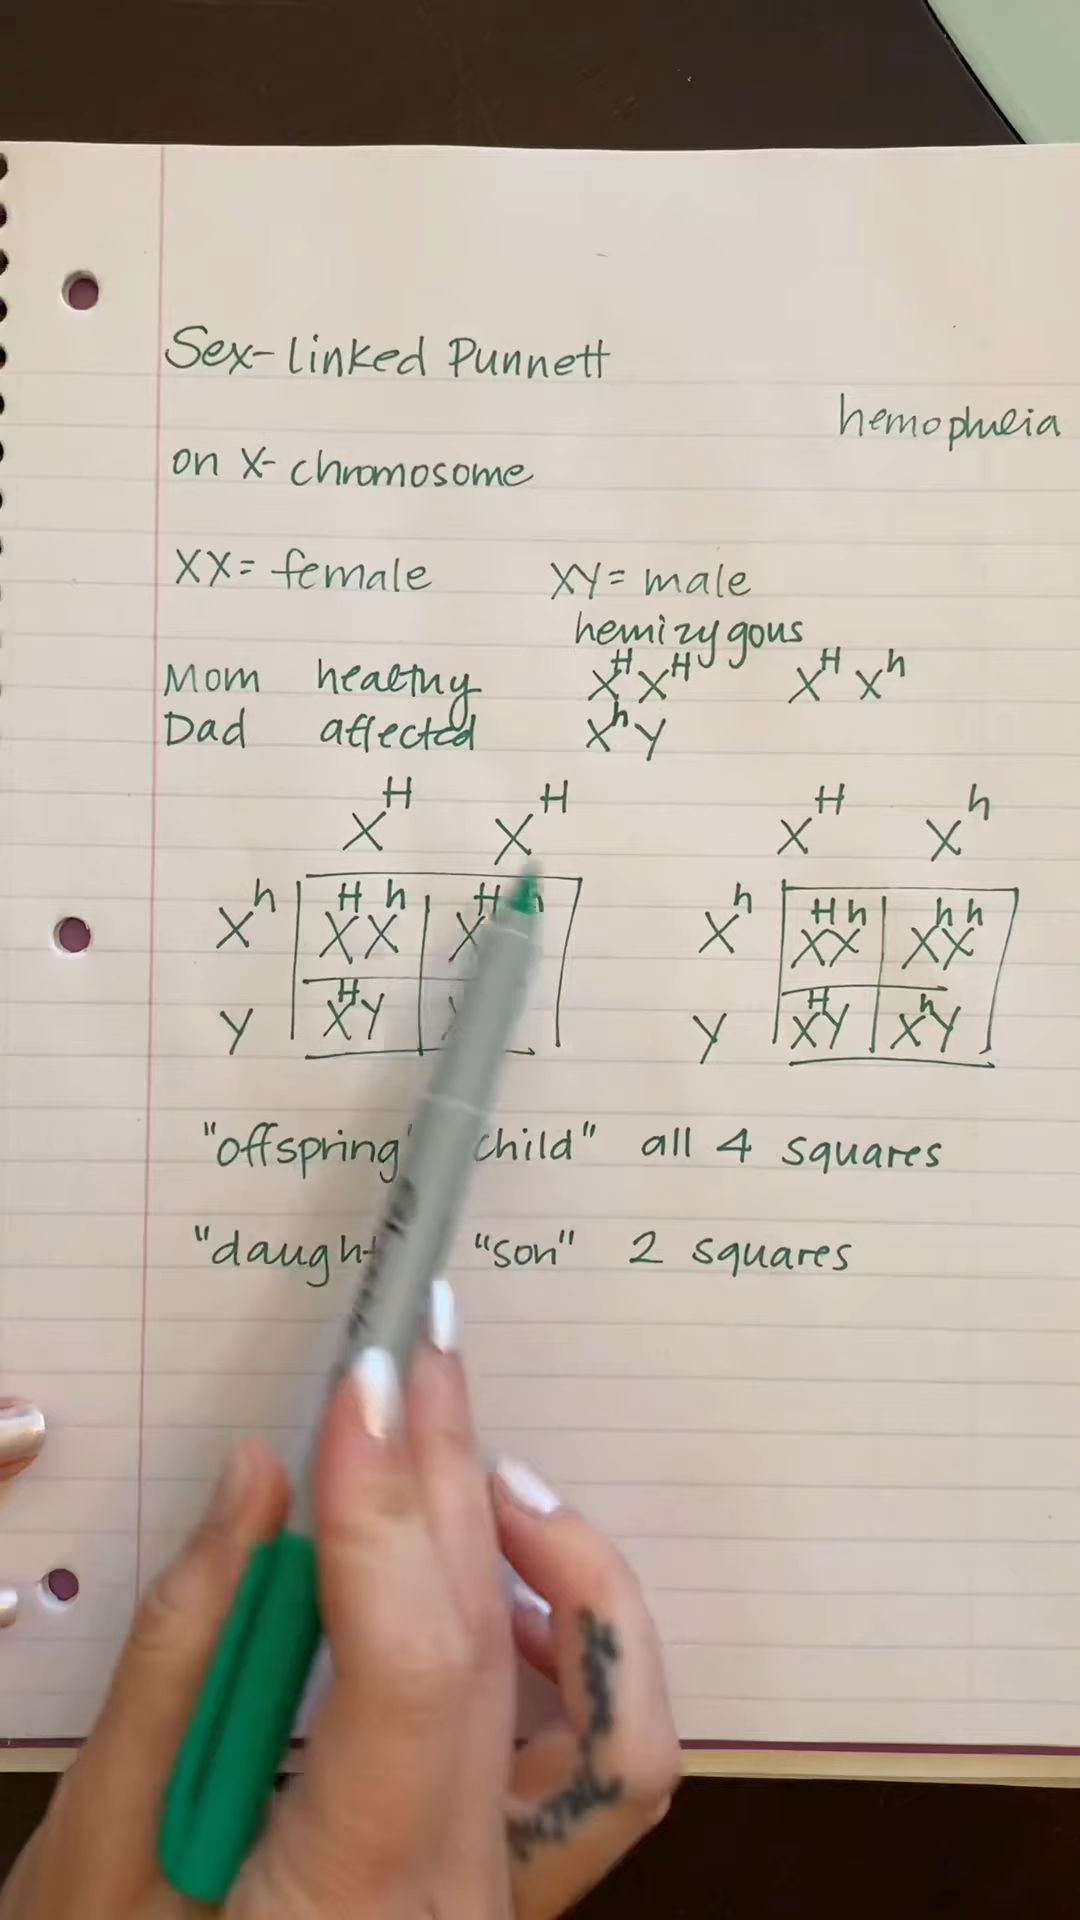 Sex-linked Punnett
hemophilia
on X-chromosome
XX = female XY = male
hemizygous
Mom healthy X^H X^H X^H X^h
Dad affected X^h Y
X^H X^H X^H X^h
X^h X^H X^h X^H X^h X^H X^h X^h X^h
Y X^H Y Y X^H Y X^h Y
"offspring" child" all 4 squares
"son" 2 squares